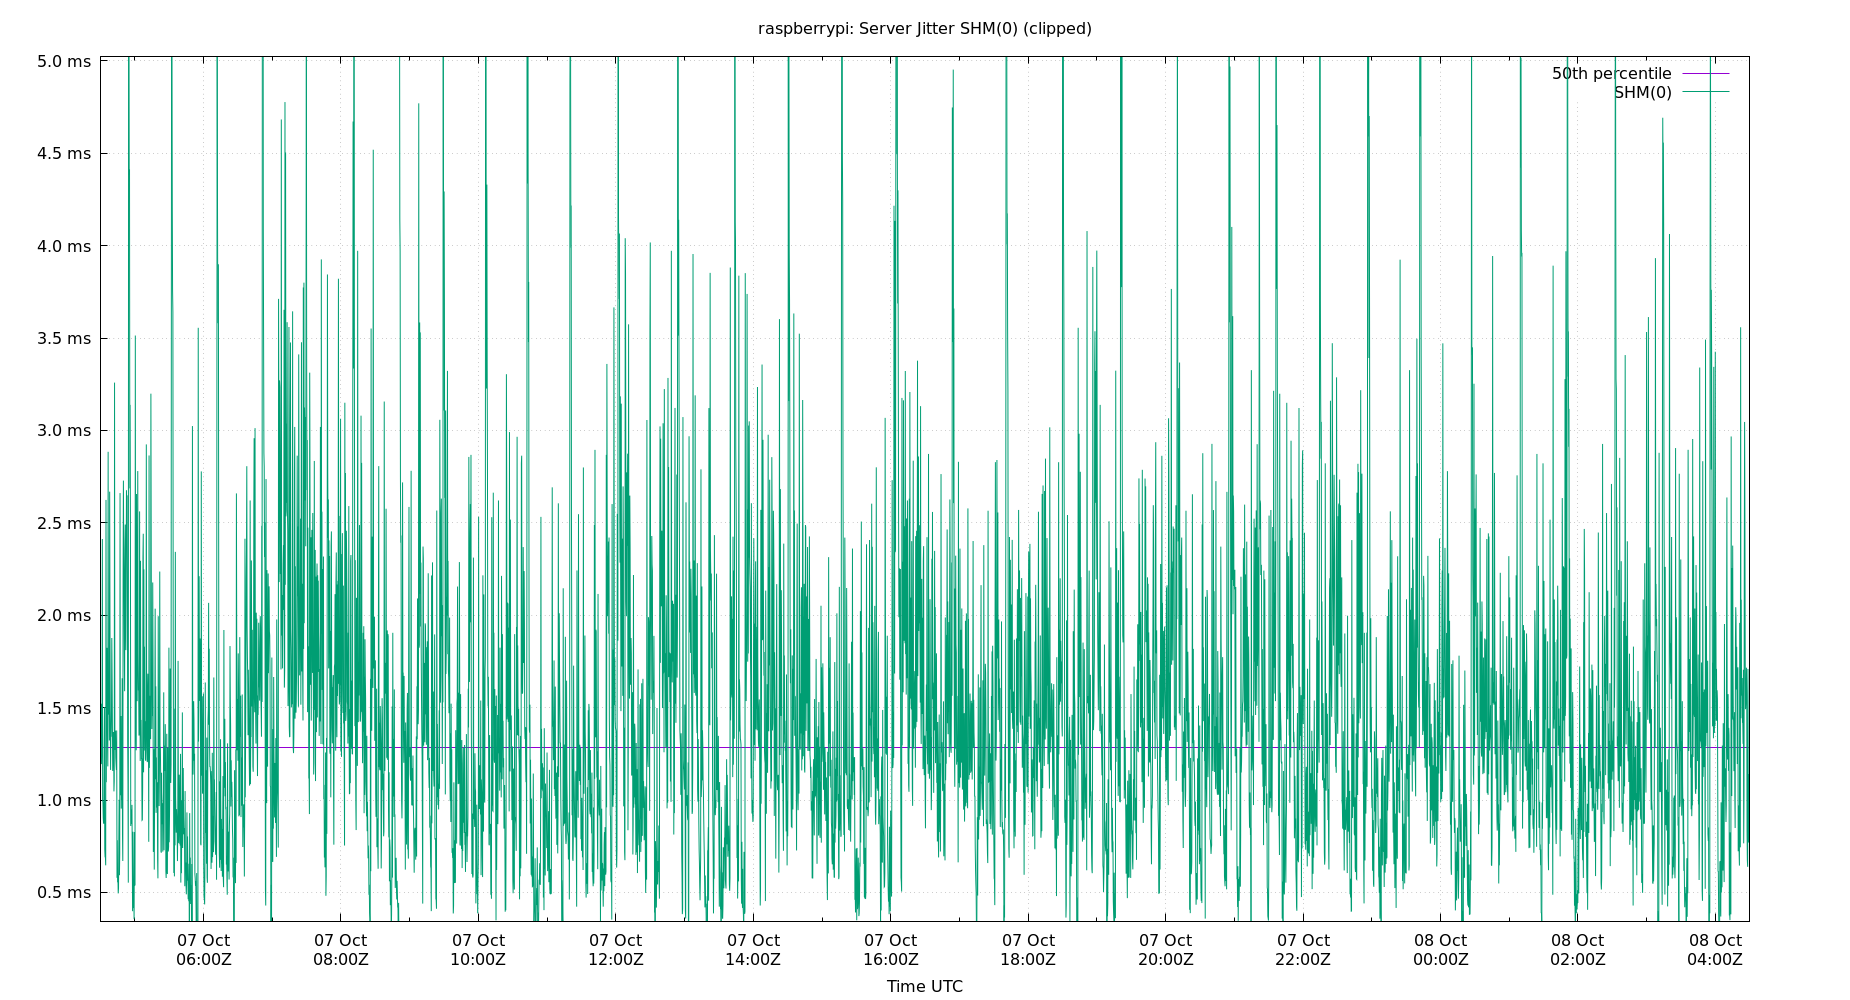 raspberrypi: Server Jitter SHM(0) (clipped)
5.0 ms
4.5 ms
4.0 ms
3.5 ms
3.0 ms
2.5 ms
2.0 ms
1.5 ms
1.0 ms
0.5 ms
50th percentile
SHM(0)
07 Oct
06:00Z
07 Oct
08:00Z
07 Oct
10:00Z
07 Oct
12:00Z
07 Oct
14:00Z
07 Oct
16:00Z
07 Oct
18:00Z
07 Oct
20:00Z
07 Oct
22:00Z
08 Oct
00:00Z
08 Oct
02:00Z
08 Oct
04:00Z
Time UTC